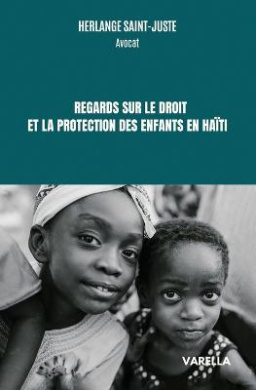 HERLANGE SAINT-JUSTE
Avocat
REGARDS SUR LE DROIT
ET LA PROTECTION DES ENFANTS EN HAÏTI
VARELLA